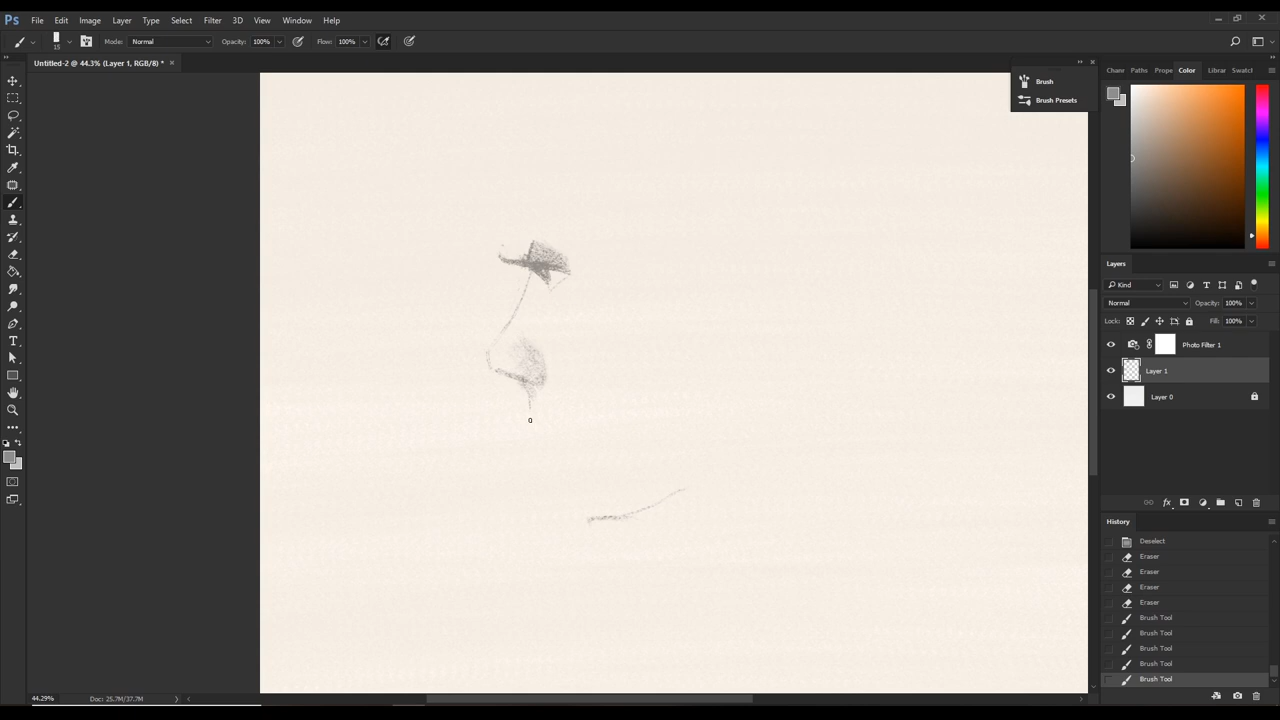 Ps File Edit Image Layer Type Select Filter 3D View Window Help
15 Mode: Normal Opacity: 100% Flow: 100%
Untitled-2 @ 44.3% (Layer 1, RGB/8) * ×
Brush
Brush Presets
Chanr Paths Prope Color Librar Swatcl
Layers
Kind
Normal Opacity: 100%
Lock: Fill: 100%
Photo Filter 1
Layer 1
Layer 0
History
Deselect
Eraser
Eraser
Eraser
Eraser
Brush Tool
Brush Tool
Brush Tool
Brush Tool
Brush Tool
44.29% Doc: 25.7M/37.7M